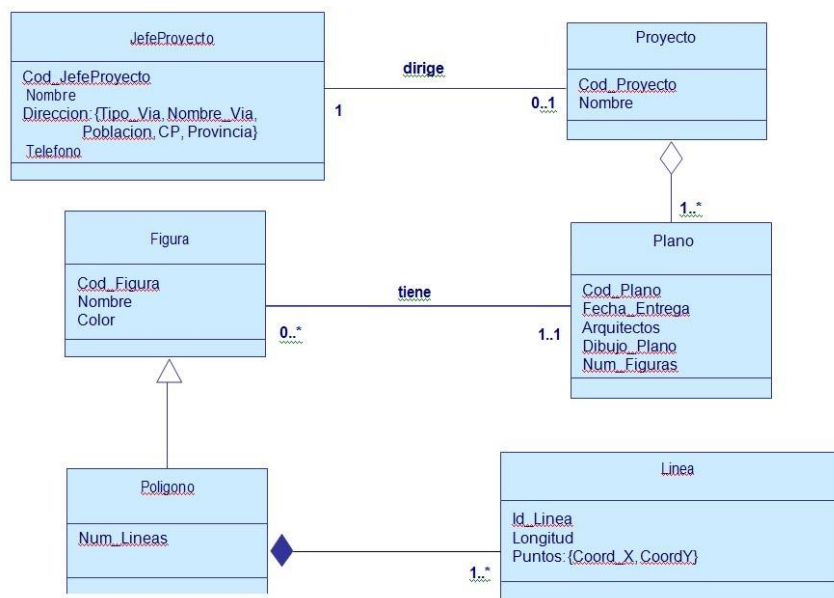 JefeProyecto
Cod_JefeProyecto
Nombre
Direccion:{Tipo_Via, Nombre_Via,
Poblacion, CP, Provincia}
Telefono
dirige
1
0..1
Proyecto
Cod_Proyecto
Nombre
1..*
Figura
Cod_Figura
Nombre
Color
tiene
0..*
1..1
Plano
Cod_Plano
Fecha_Entrega
Arquitectos
Dibujo_Plano
Num_Figuras
Poligono
Num_Lineas
1..*
Linea
Id_Linea
Longitud
Puntos:{Coord_X, CoordY}